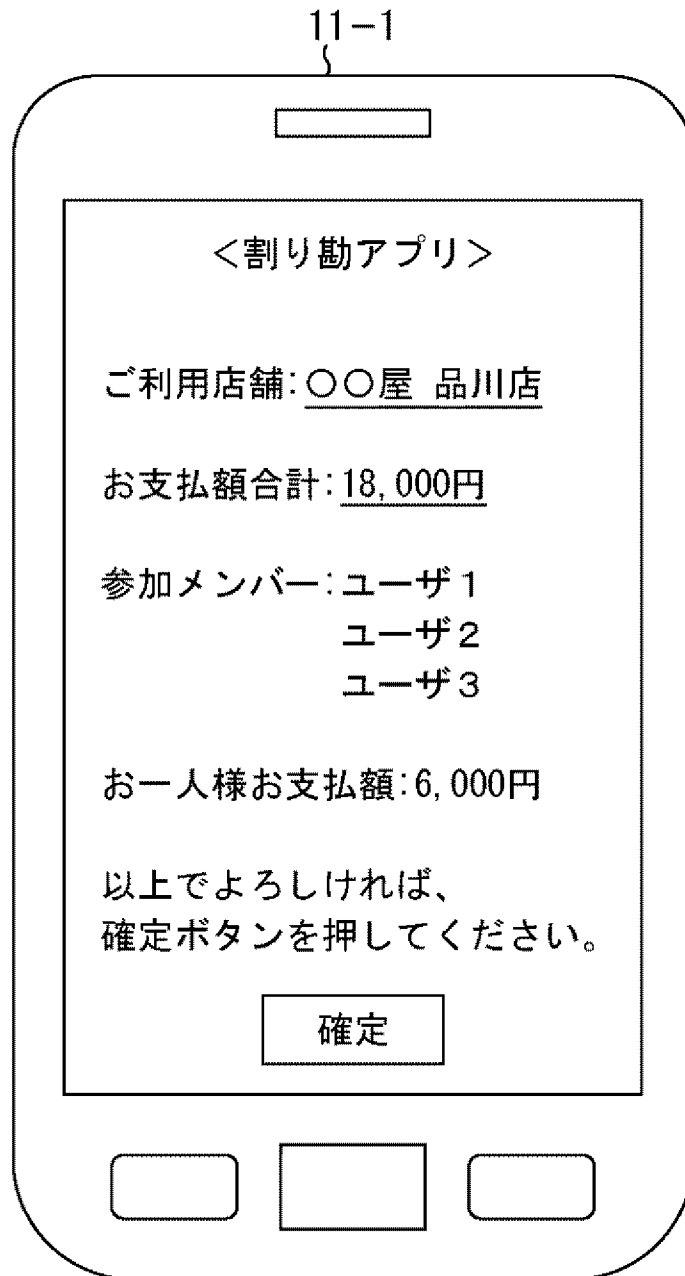 11-1
<割り勘アプリ>
ご利用店舗:〇〇屋 品川店
お支払額合計:18,000円
参加メンバー:ユーザ1
ユーザ2
ユーザ3
お一人様お支払額:6,000円
以上でよろしければ、
確定ボタンを押してください。
確定